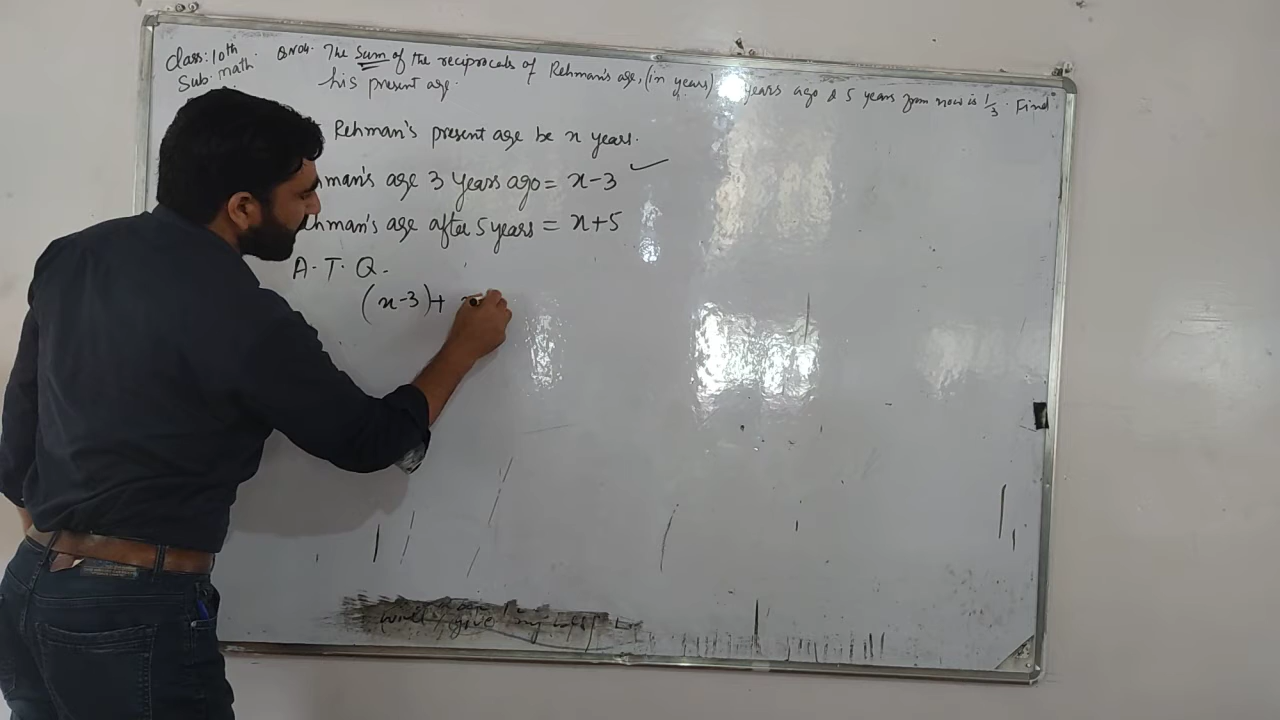 Class: 10th
Sub: math.
Q No4. The Sum of the reciprocals of Rehman's age, (in years) years ago & 5 years from now is 1/3. Find
his present age.
Rehman's present age be x years.
hman's age 3 years ago = x-3 ✓
ehman's age after 5 years = x+5
A.T.Q.
(x-3)+
give